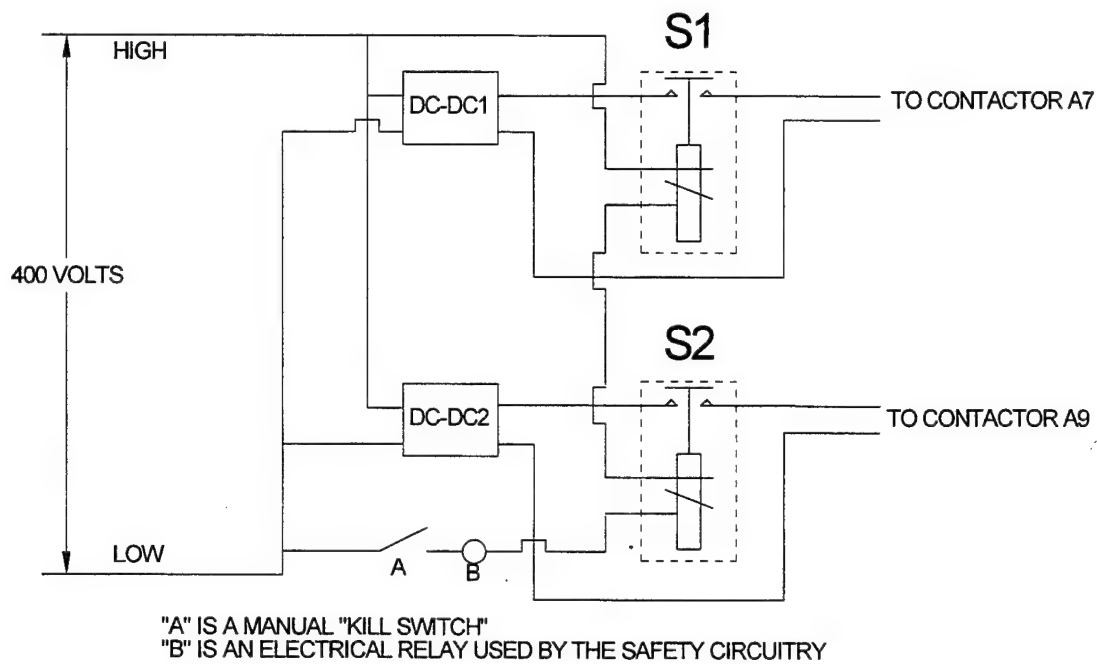 S1
HIGH
DC-DC1
TO CONTACTOR A7
400 VOLTS
S2
DC-DC2
TO CONTACTOR A9
LOW
A
B
"A" IS A MANUAL "KILL SWITCH"
"B" IS AN ELECTRICAL RELAY USED BY THE SAFETY CIRCUITRY